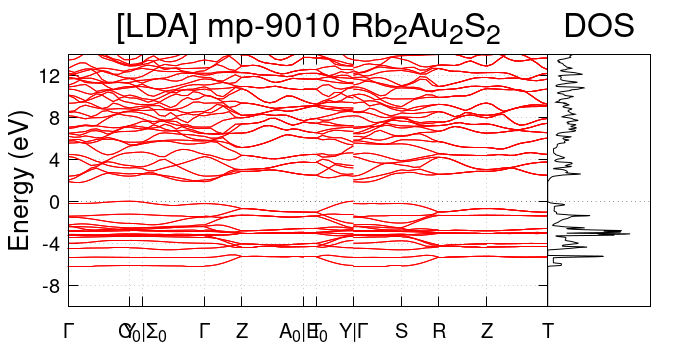 [LDA] mp-9010 Rb₂Au₂S₂ DOS
Energy (eV)
12
8
4
0
-4
-8
Γ Y₀|Σ₀ Γ Z A₀|E₀ Y|Γ S R Z T